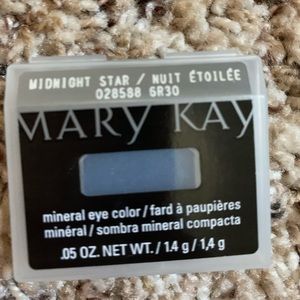 MIDNIGHT STAR / NUIT ÉTOILÉE
028588 6R30
MARY KAY
mineral eye color / fard à paupières
minéral / sombra mineral compacta
.05 OZ. NET WT. / 1.4 g / 1,4 g